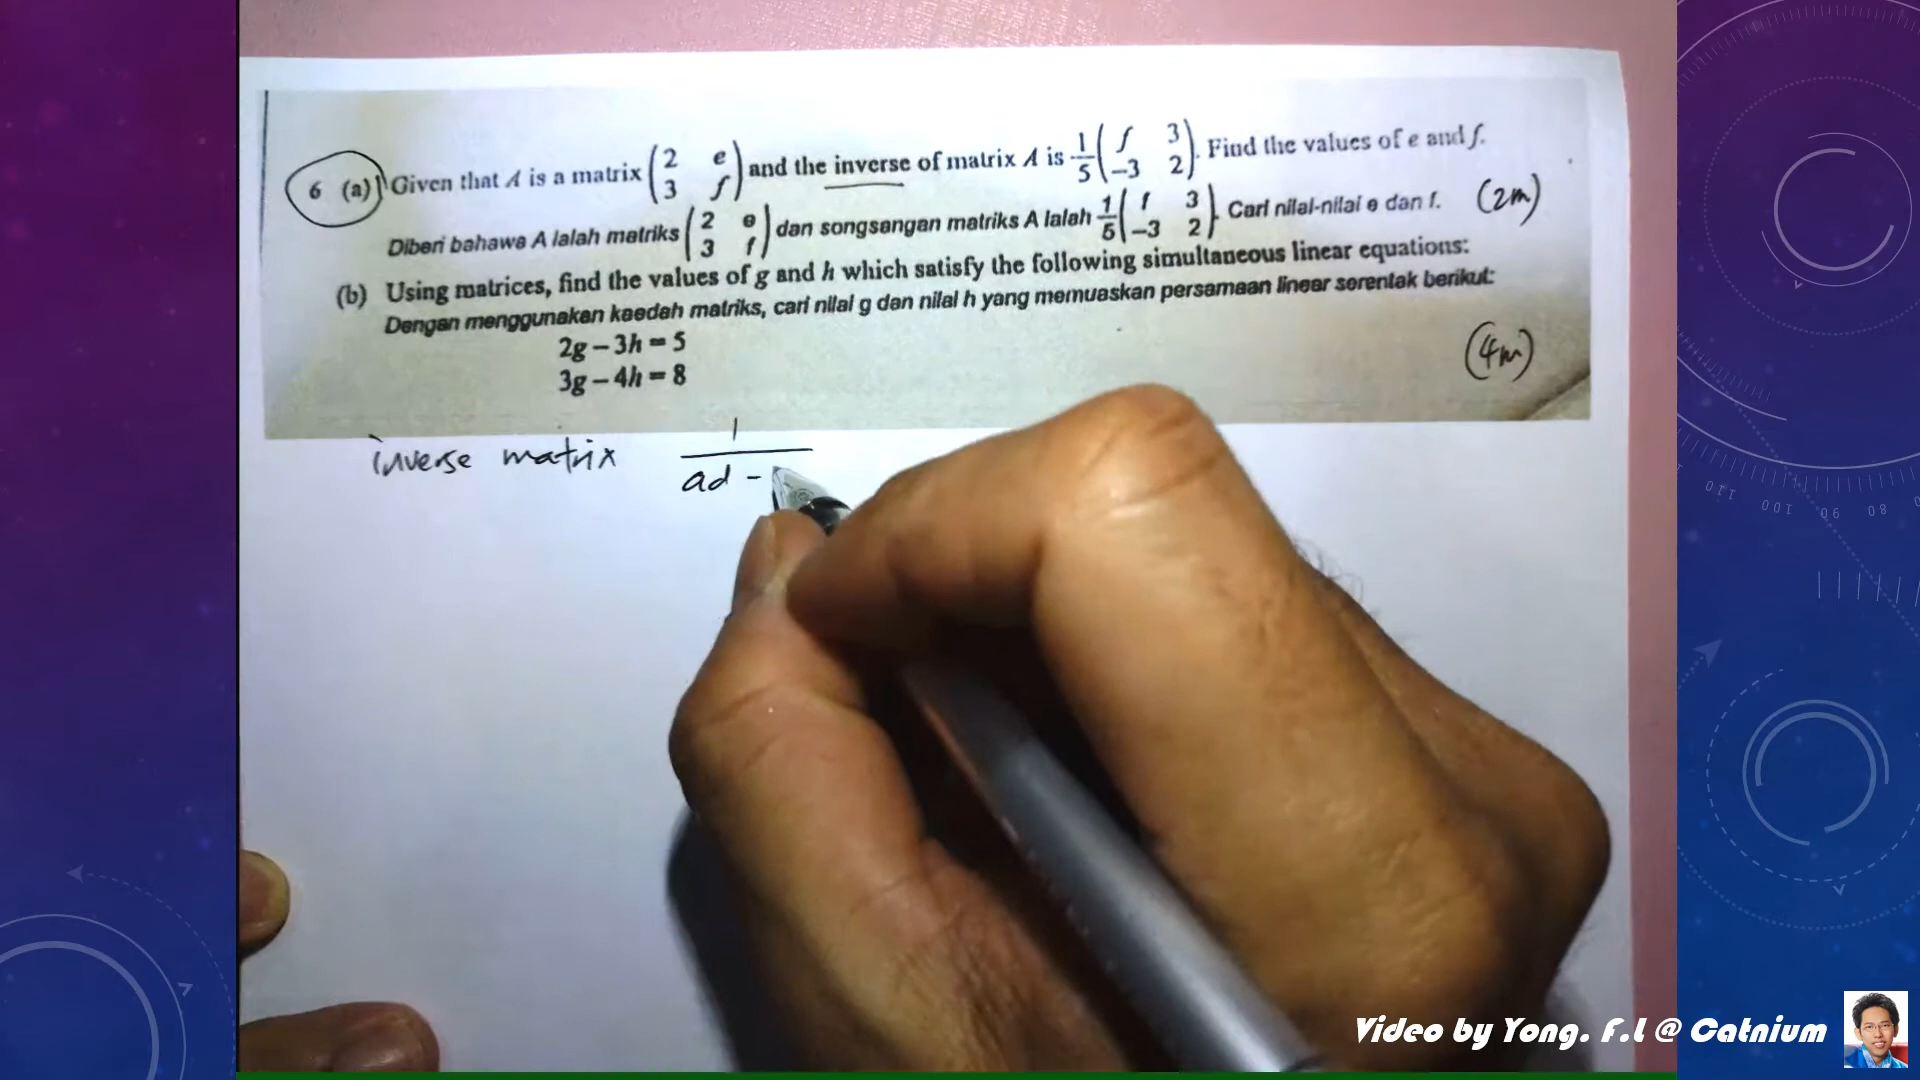 6 (a) Given that A is a matrix (2 e / 3 f) and the inverse of matrix A is 1/5 (f 3 / -3 2). Find the values of e and f.
Diberi bahawa A ialah matriks (2 e / 3 f) dan songsangan matriks A ialah 1/5 (f 3 / -3 2). Cari nilai-nilai e dan f. (2m)
(b) Using matrices, find the values of g and h which satisfy the following simultaneous linear equations:
Dengan menggunakan kaedah matriks, cari nilai g dan nilai h yang memuaskan persamaan linear serentak berikut:
2g – 3h = 5
3g – 4h = 8
(4m)
inverse matrix 1
ad -
110 100 90 80
Video by Yong. F.L @ Catnium